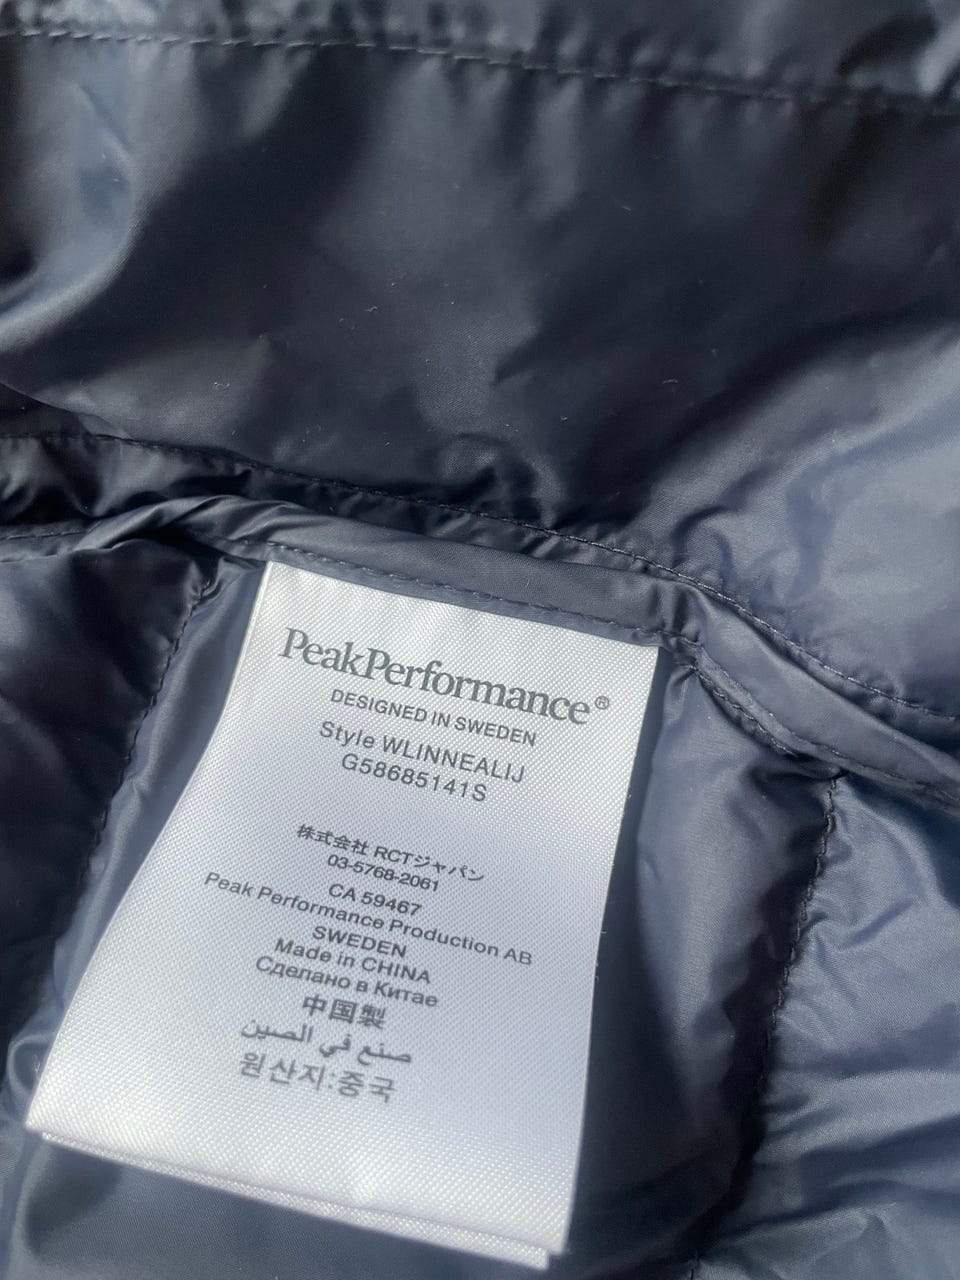 PeakPerformance®
DESIGNED IN SWEDEN
Style WLINNEALIJ
G58685141S
株式会社 RCTジャパン
03-5768-2061
CA 59467
Peak Performance Production AB
SWEDEN
Made in CHINA
Сделано в Китае
中国製
صنع في الصين
원산지:중국